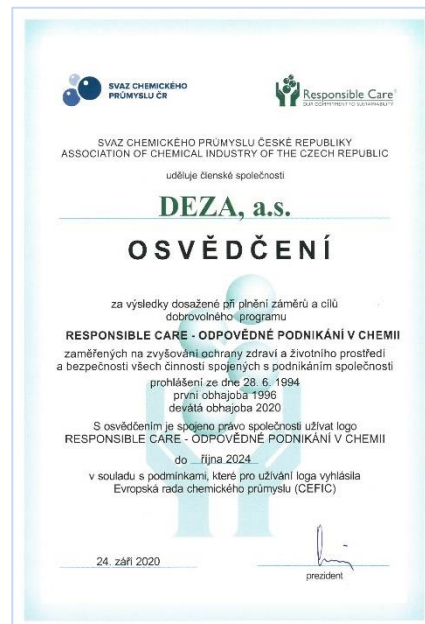 SVAZ CHEMICKÉHO
PRŮMYSLU ČR
Responsible Care®
OUR COMMITMENT TO SUSTAINABILITY
SVAZ CHEMICKÉHO PRŮMYSLU ČESKÉ REPUBLIKY
ASSOCIATION OF CHEMICAL INDUSTRY OF THE CZECH REPUBLIC
uděluje členské společnosti
DEZA, a.s.
OSVĚDČENÍ
za výsledky dosažené při plnění záměrů a cílů
dobrovolného programu
RESPONSIBLE CARE - ODPOVĚDNÉ PODNIKÁNÍ V CHEMII
zaměřených na zvyšování ochrany zdraví a životního prostředí
a bezpečnosti všech činností spojených s podnikáním společnosti
prohlášení ze dne 28. 6. 1994
první obhajoba 1996
devátá obhajoba 2020
S osvědčením je spojeno právo společnosti užívat logo
RESPONSIBLE CARE - ODPOVĚDNÉ PODNIKÁNÍ V CHEMII
do října 2024
v souladu s podmínkami, které pro užívání loga vyhlásila
Evropská rada chemického průmyslu (CEFIC)
24. září 2020
prezident